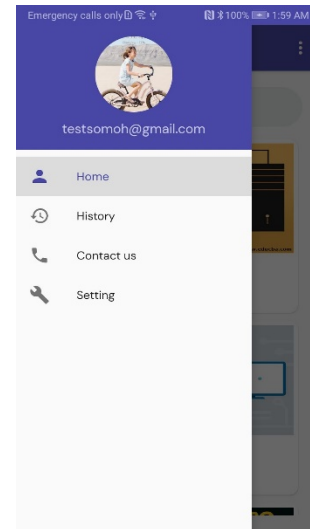 Emergency calls only 100% 1:59 AM
testsomoh@gmail.com
Home
History
Contact us
Setting